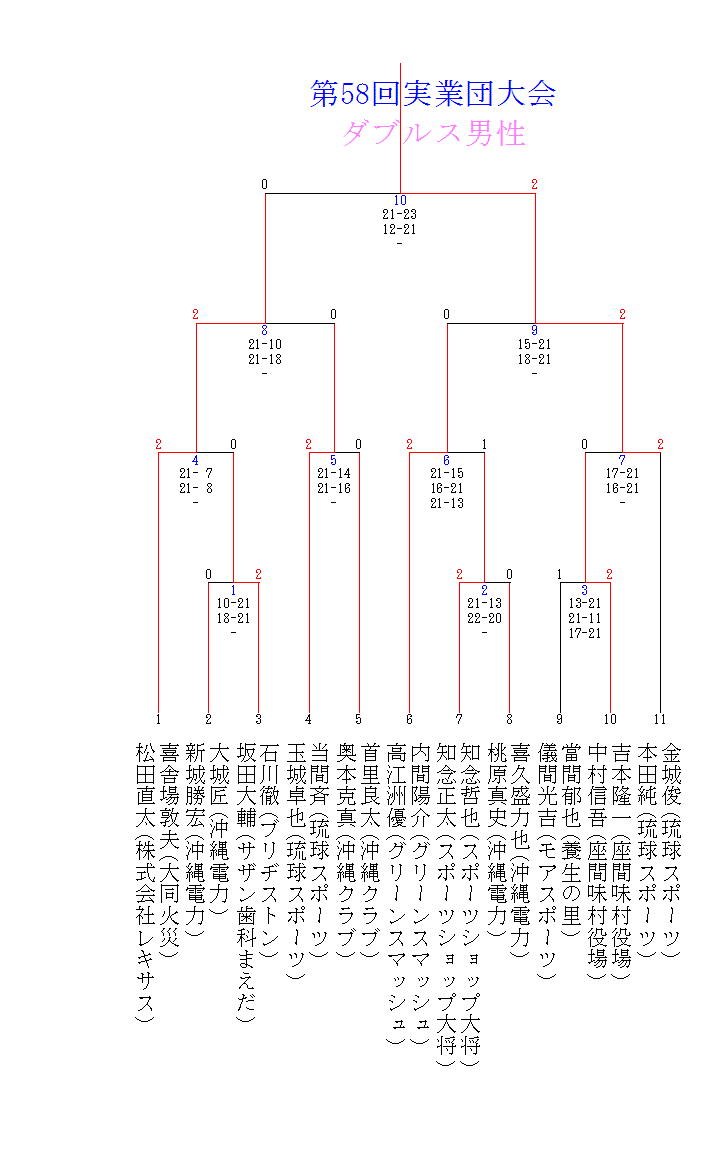 第58回実業団大会
ダブルス男性
0
2
10
21-23
12-21
-
2
0
0
2
8
9
21-10
15-21
21-18
18-21
-
-
2
0
2
0
2
1
0
2
4
5
6
7
21- 7
21-14
21-15
17-21
21- 8
21-16
16-21
16-21
-
-
21-13
-
0
2
2
0
1
2
1
2
3
10-21
21-13
13-21
18-21
22-20
21-11
-
-
17-21
1
2
3
4
5
6
7
8
9
10
11
松田直太(株式会社レキサス)
喜舎場敦夫(大同火災)
新城勝宏(沖縄電力)
大城匠(沖縄電力)
坂田大輔(サザン歯科まえだ)
石川徹(ブリヂストン)
玉城卓也(琉球スポーツ)
当間斉(琉球スポーツ)
奥本克真(沖縄クラブ)
首里良太(沖縄クラブ)
高江洲優(グリーンスマッシュ)
内間陽介(グリーンスマッシュ)
知念正太(スポーツショップ大将)
知念哲也(スポーツショップ大将)
桃原真史(沖縄電力)
喜久盛力也(沖縄電力)
儀間光吉(モアスポーツ)
當間郁也(養生の里)
中村信吾(座間味村役場)
吉本隆一(座間味村役場)
本田純(琉球スポーツ)
金城俊(琉球スポーツ)